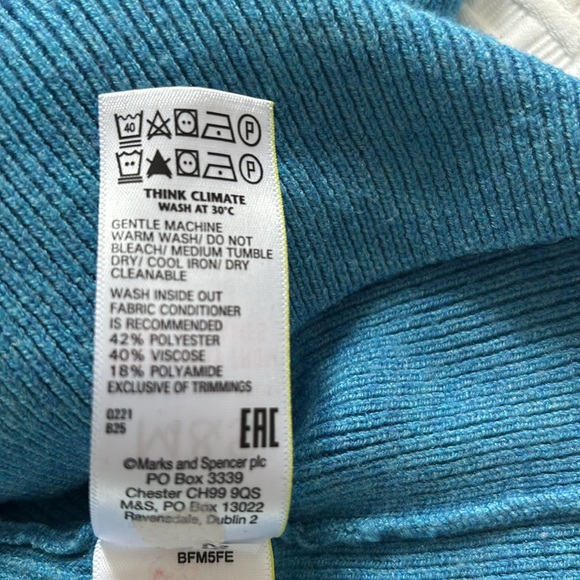 40 P
P
THINK CLIMATE
WASH AT 30°C
GENTLE MACHINE
WARM WASH/ DO NOT
BLEACH/ MEDIUM TUMBLE
DRY/ COOL IRON/ DRY
CLEANABLE
WASH INSIDE OUT
FABRIC CONDITIONER
IS RECOMMENDED
42% POLYESTER
40% VISCOSE
18% POLYAMIDE
EXCLUSIVE OF TRIMMINGS
Q221
B25
EAC
©Marks and Spencer plc
PO Box 3339
Chester CH99 9QS
M&S, PO Box 13022
Ravensdale, Dublin 2
BFM5FE